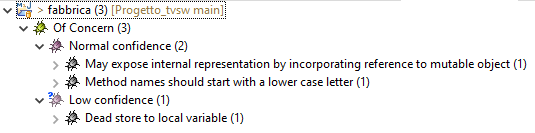 > fabbrica (3) [Progetto_tvsw main]
Of Concern (3)
Normal confidence (2)
May expose internal representation by incorporating reference to mutable object (1)
Method names should start with a lower case letter (1)
Low confidence (1)
Dead store to local variable (1)